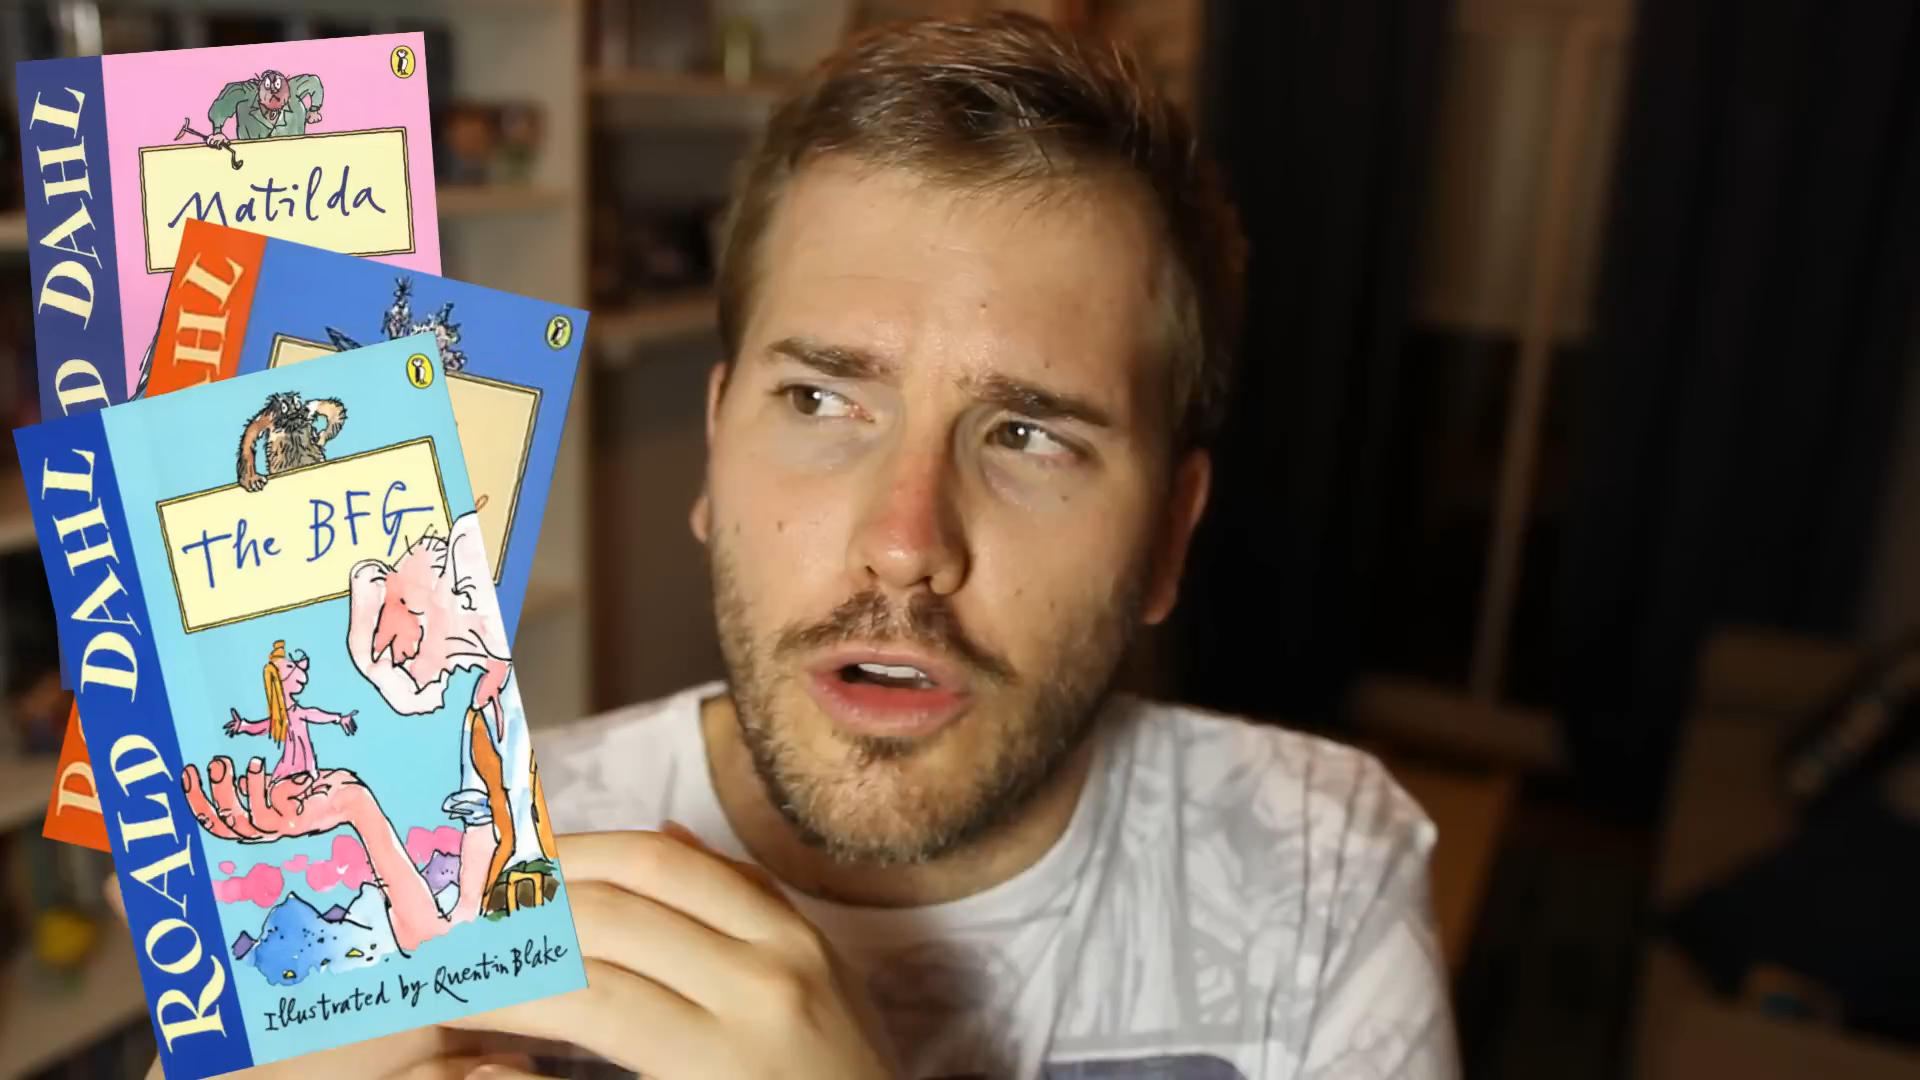 ROALD DAHL
Matilda
DAHL
ROALD DAHL
The BFG
Illustrated by Quentin Blake